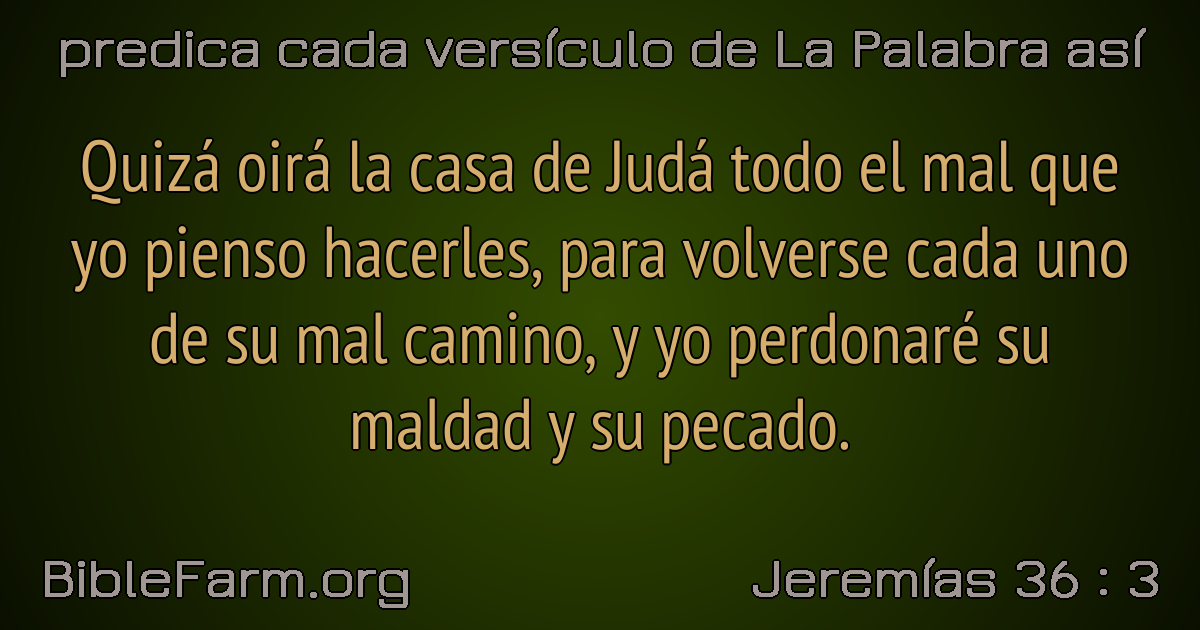 predica cada versículo de La Palabra así
Quizá oirá la casa de Judá todo el mal que
yo pienso hacerles, para volverse cada uno
de su mal camino, y yo perdonaré su
maldad y su pecado.
BibleFarm.org
Jeremías 36 : 3